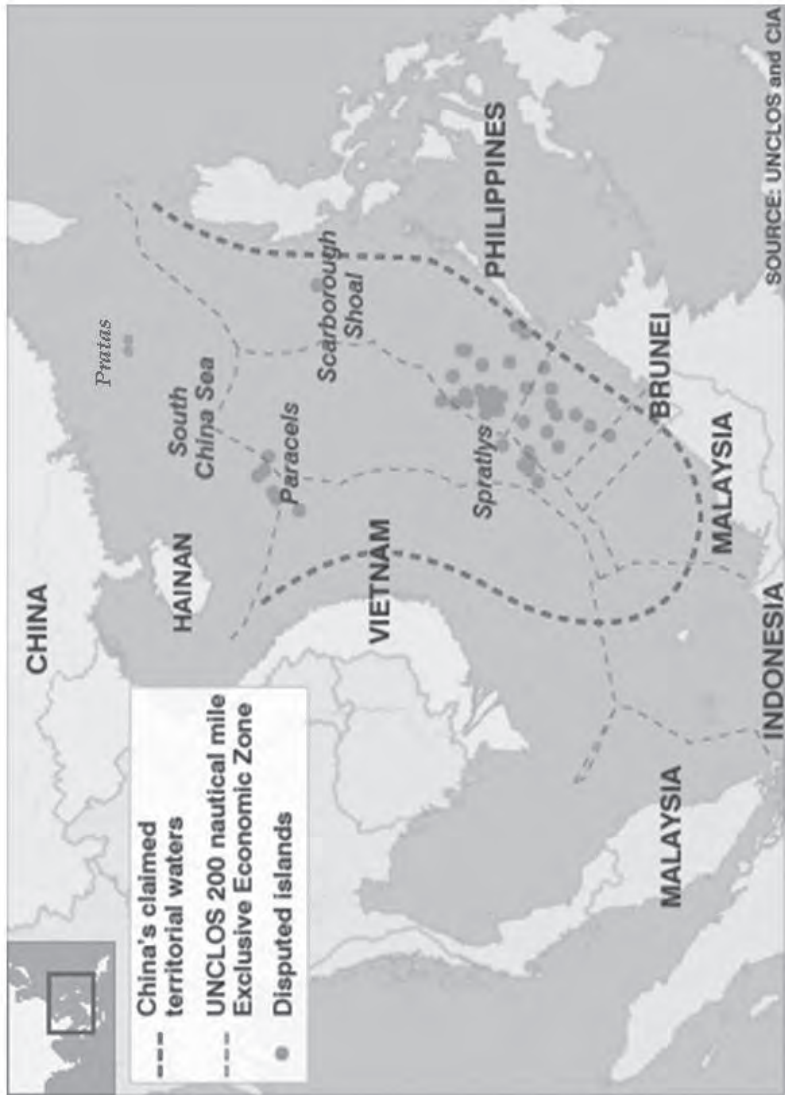 China's claimed
territorial waters
UNCLOS 200 nautical mile
Exclusive Economic Zone
Disputed islands
CHINA
HAINAN
South
China Sea
Pratas
Paracels
Scarborough
Shoal
VIETNAM
Spratlys
PHILIPPINES
MALAYSIA
MALAYSIA
BRUNEI
INDONESIA
SOURCE: UNCLOS and CIA